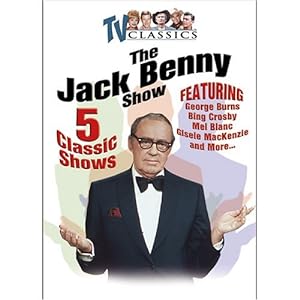 TV CLASSICS
The
Jack Benny
Show
5
Classic
Shows
FEATURING
George Burns
Bing Crosby
Mel Blanc
Gisele MacKenzie
and More...